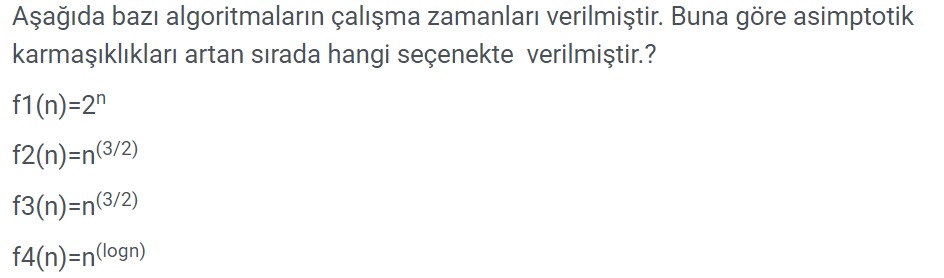 Aşağıda bazı algoritmaların çalışma zamanları verilmiştir. Buna göre asimptotik
karmaşıklıkları artan sırada hangi seçenekte  verilmiştir.?
f1(n)=2ⁿ
f2(n)=n^(3/2)
f3(n)=n^(3/2)
f4(n)=n^(logn)